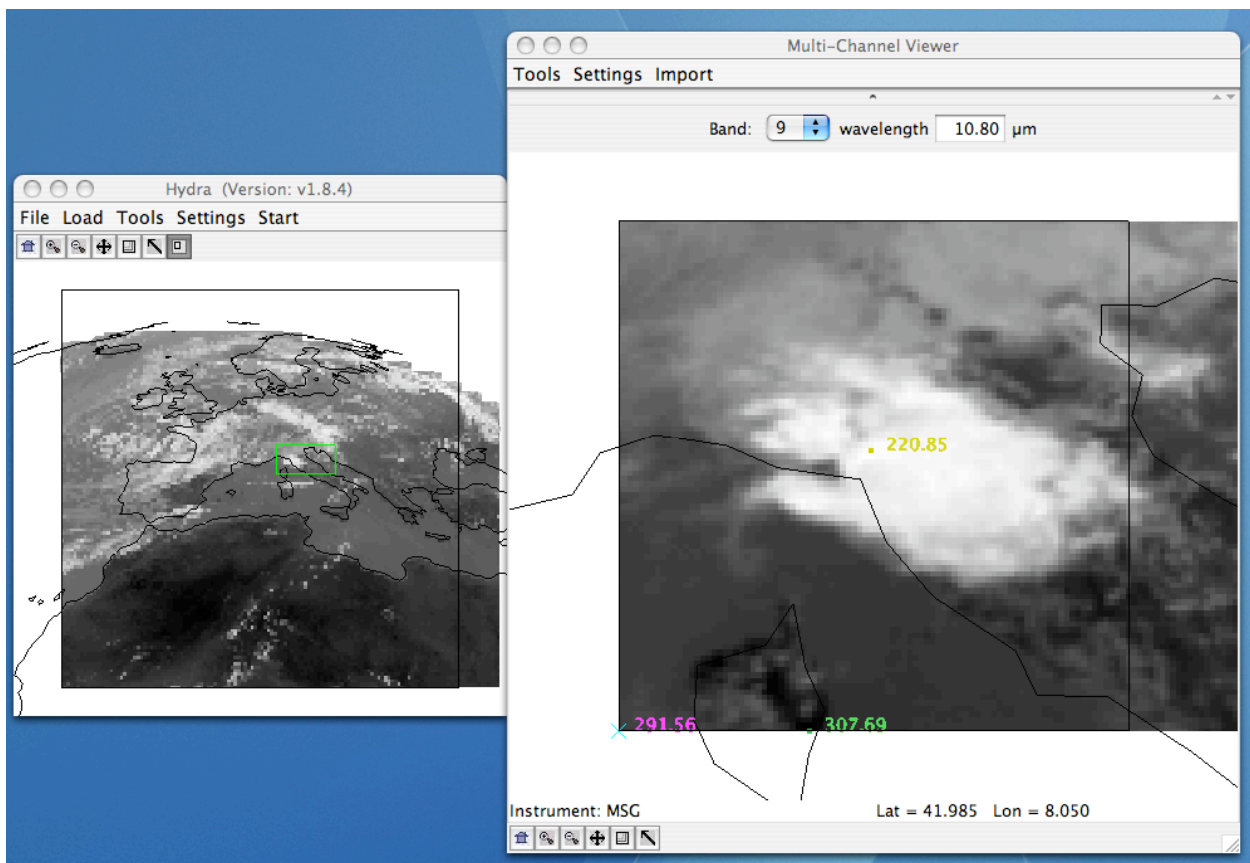 Multi-Channel Viewer
Tools Settings Import
Band: 9 wavelength 10.80 µm
Hydra (Version: v1.8.4)
File Load Tools Settings Start
220.85
291.56
307.69
Instrument: MSG
Lat = 41.985 Lon = 8.050